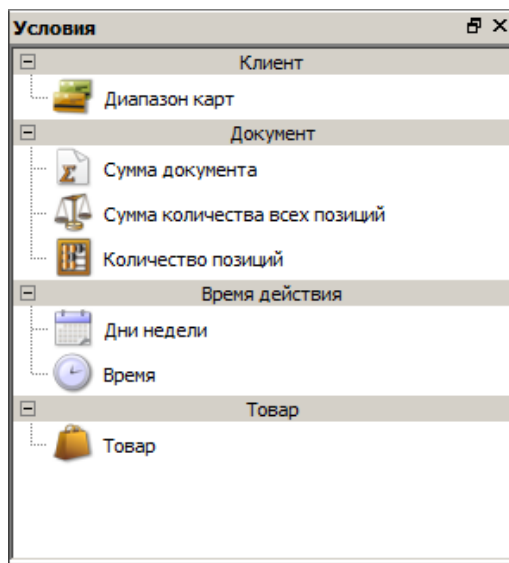 Условия
Клиент
Диапазон карт
Документ
Сумма документа
Сумма количества всех позиций
Количество позиций
Время действия
Дни недели
Время
Товар
Товар